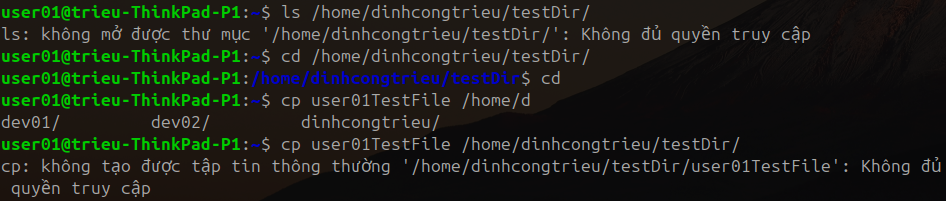 user01@trieu-ThinkPad-P1:~$ ls /home/dinhcongtrieu/testDir/
ls: không mở được thư mục '/home/dinhcongtrieu/testDir/': Không đủ quyền truy cập
user01@trieu-ThinkPad-P1:~$ cd /home/dinhcongtrieu/testDir/
user01@trieu-ThinkPad-P1:/home/dinhcongtrieu/testDir$ cd
user01@trieu-ThinkPad-P1:~$ cp user01TestFile /home/d
dev01/         dev02/         dinhcongtrieu/
user01@trieu-ThinkPad-P1:~$ cp user01TestFile /home/dinhcongtrieu/testDir/
cp: không tạo được tập tin thông thường '/home/dinhcongtrieu/testDir/user01TestFile': Không đủ
 quyền truy cập